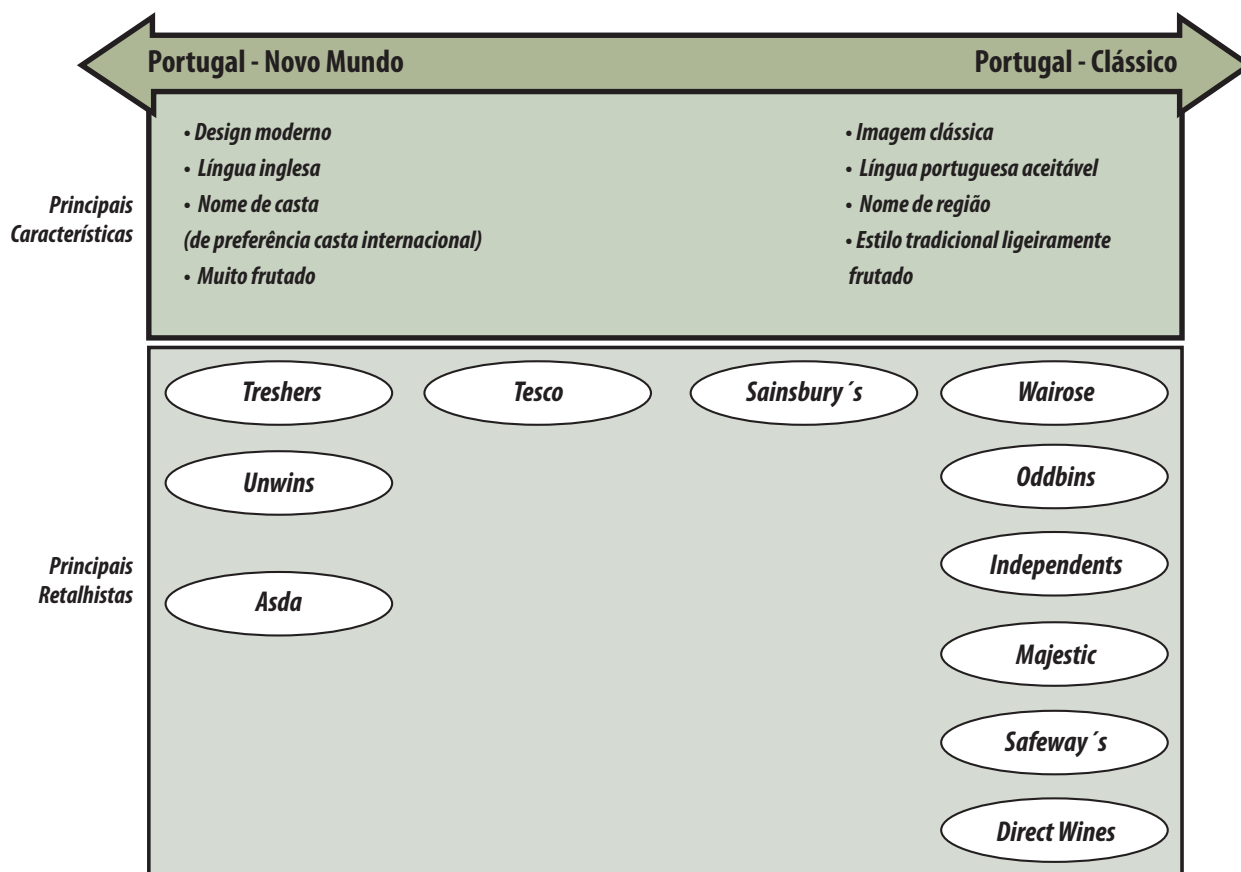 Portugal - Novo Mundo
Portugal - Clássico
Principais
Características
• Design moderno
• Língua inglesa
• Nome de casta
(de preferência casta internacional)
• Muito frutado
• Imagem clássica
• Língua portuguesa aceitável
• Nome de região
• Estilo tradicional ligeiramente
frutado
Principais
Retalhistas
Treshers
Tesco
Sainsbury´s
Wairose
Unwins
Oddbins
Asda
Independents
Majestic
Safeway´s
Direct Wines